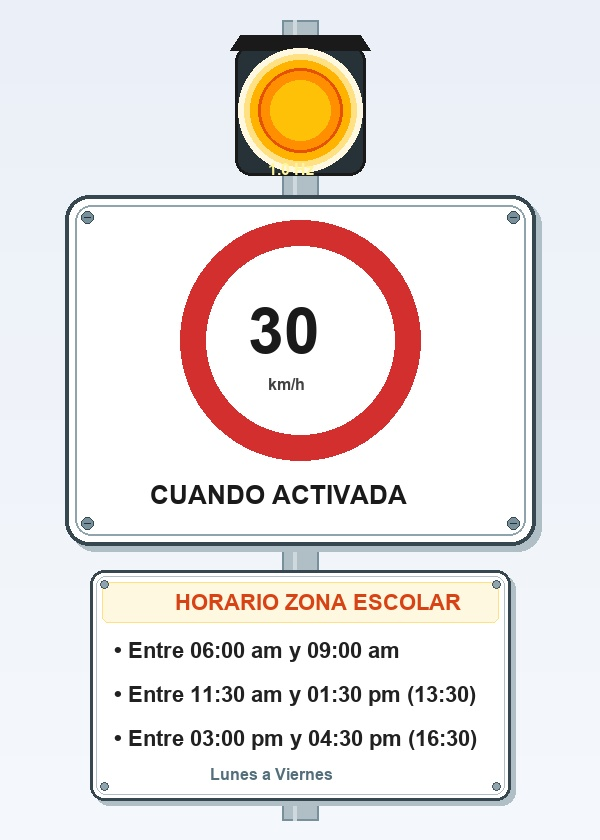 30
km/h
CUANDO ACTIVADA
HORARIO ZONA ESCOLAR
• Entre 06:00 am y 09:00 am
• Entre 11:30 am y 01:30 pm (13:30)
• Entre 03:00 pm y 04:30 pm (16:30)
Lunes a Viernes